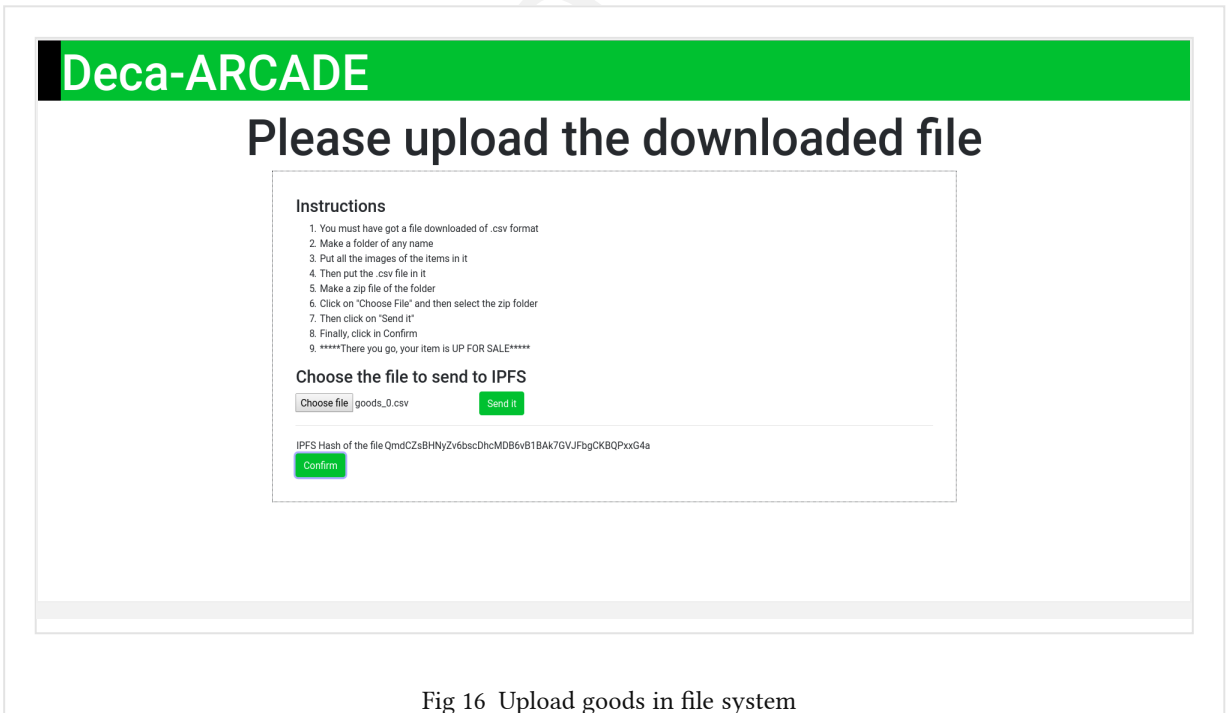 Deca-ARCADE
Please upload the downloaded file
Instructions
1. You must have got a file downloaded of .csv format
2. Make a folder of any name
3. Put all the images of the items in it
4. Then put the .csv file in it
5. Make a zip file of the folder
6. Click on "Choose File" and then select the zip folder
7. Then click on "Send it"
8. Finally, click in Confirm
9. *****There you go, your item is UP FOR SALE*****
Choose the file to send to IPFS
Choose file goods_0.csv Send it
IPFS Hash of the file QmdCZsBHNyZv6bscDhcMDB6vB1BAk7GVJFbgCKBQPxxG4a
Confirm
Fig 16 Upload goods in file system